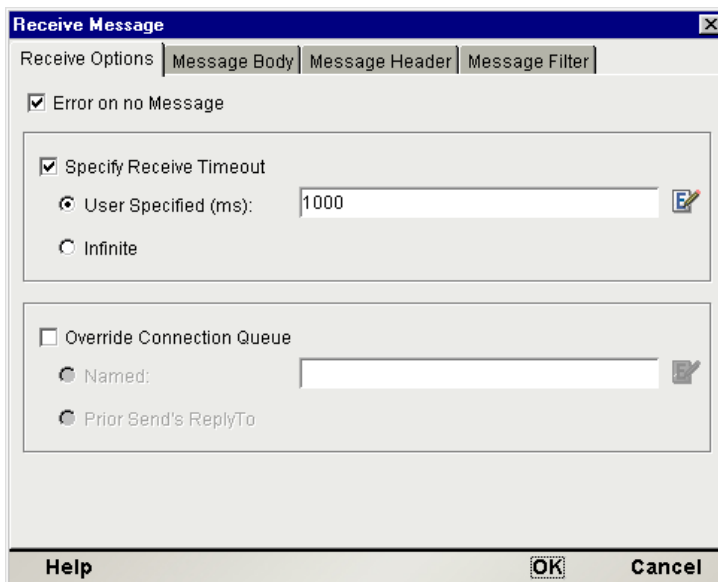 Receive Message
Receive Options Message Body Message Header Message Filter
Error on no Message
Specify Receive Timeout
User Specified (ms): 1000
Infinite
Override Connection Queue
Named:
Prior Send's ReplyTo
Help OK Cancel